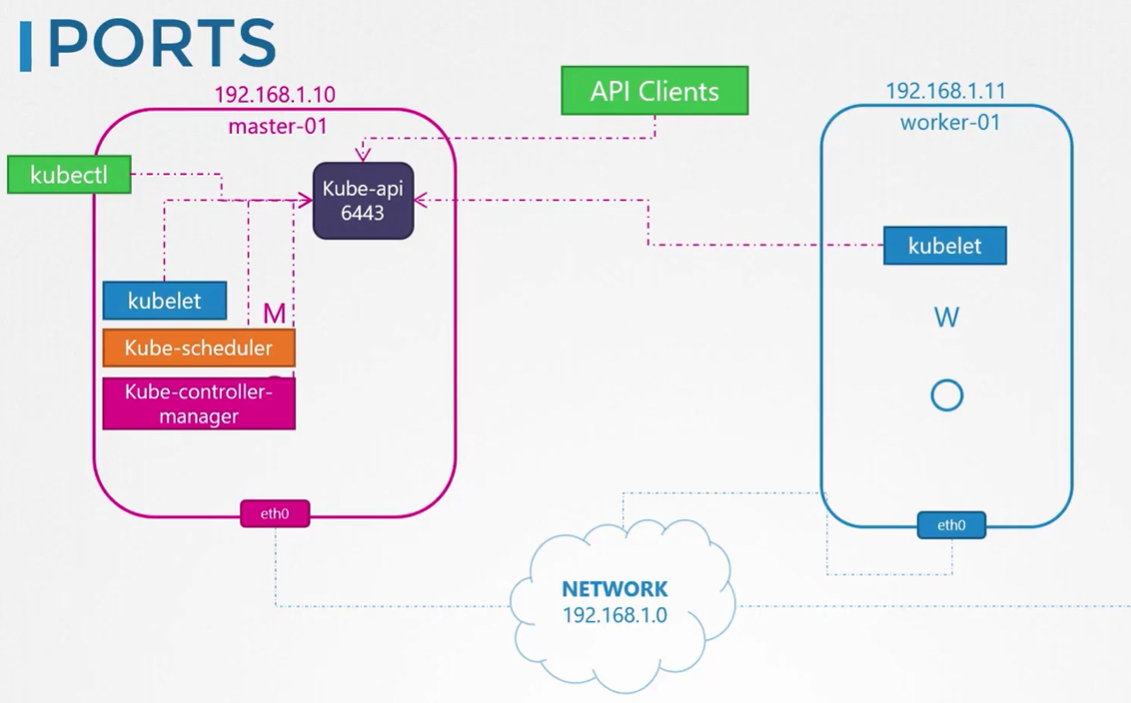 PORTS
192.168.1.10
master-01
API Clients
192.168.1.11
worker-01
kubectl
Kube-api
6443
kubelet
kubelet
M
W
Kube-scheduler
Kube-controller-
manager
eth0
eth0
NETWORK
192.168.1.0